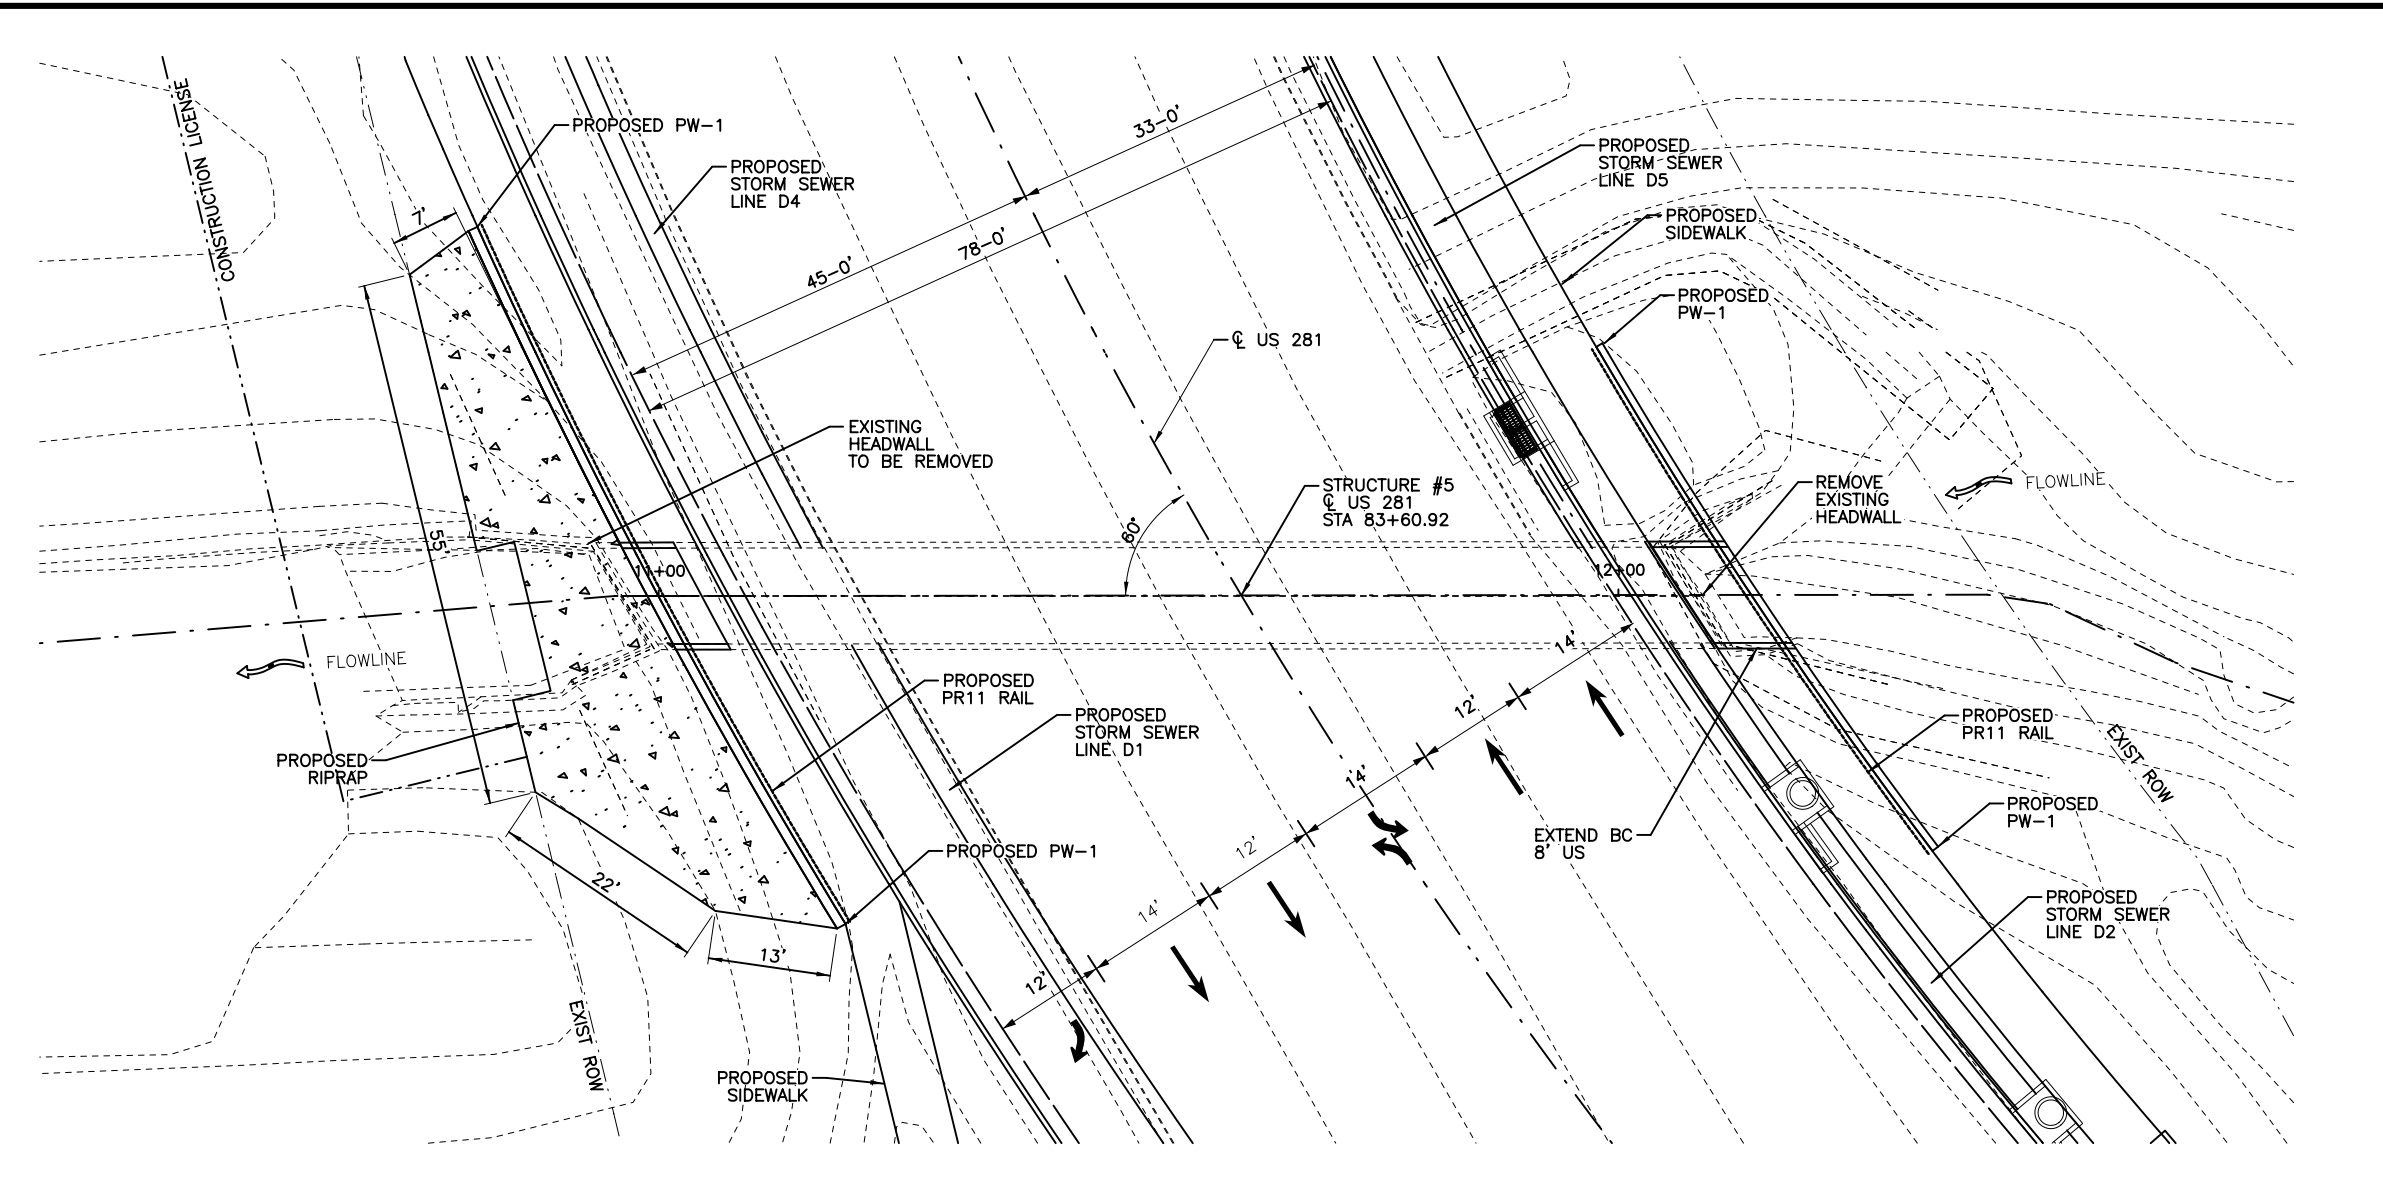 CONSTRUCTION LICENSE
PROPOSED PW-1
PROPOSED
STORM SEWER
LINE D4
33-0'
78-0'
45-0'
7'
PROPOSED
STORM SEWER
LINE D5
PROPOSED
SIDEWALK
PROPOSED
PW-1
℄ US 281
EXISTING
HEADWALL
TO BE REMOVED
STRUCTURE #5
℄ US 281
STA 83+60.92
60°
REMOVE
EXISTING
HEADWALL
FLOWLINE
55'
11+00
12+00
FLOWLINE
14'
12'
14'
12'
14'
12'
PROPOSED
PR11 RAIL
PROPOSED
STORM SEWER
LINE D1
PROPOSED
RIPRAP
PROPOSED
PR11 RAIL
EXIST ROW
PROPOSED
PW-1
EXTEND BC
8' US
PROPOSED PW-1
22'
13'
PROPOSED
STORM SEWER
LINE D2
EXIST ROW
PROPOSED
SIDEWALK